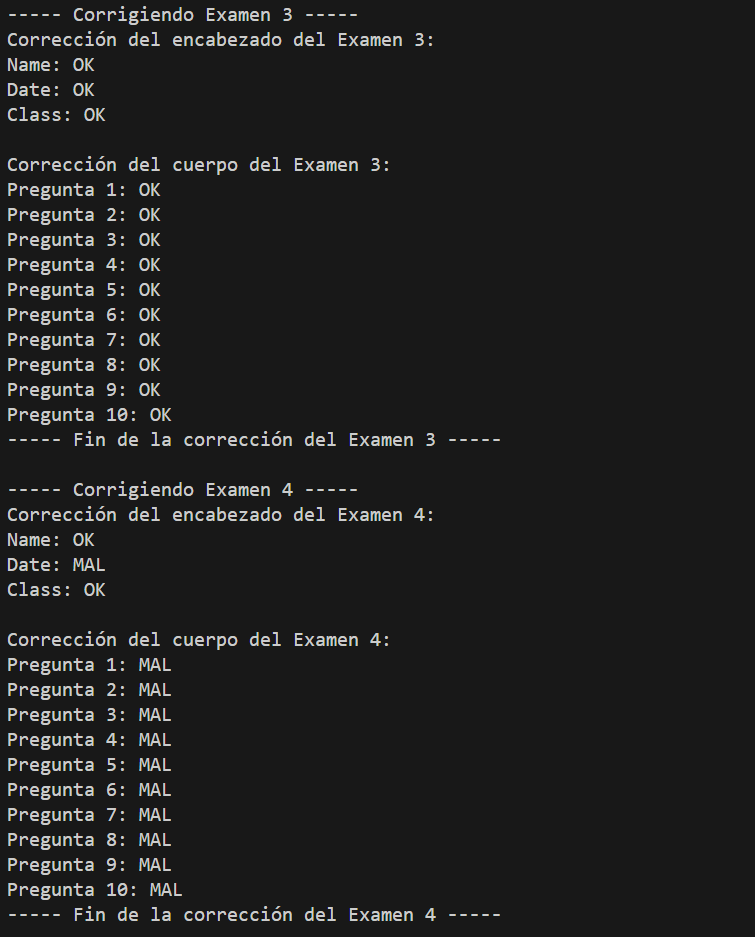 ----- Corrigiendo Examen 3 -----
Corrección del encabezado del Examen 3:
Name: OK
Date: OK
Class: OK
Corrección del cuerpo del Examen 3:
Pregunta 1: OK
Pregunta 2: OK
Pregunta 3: OK
Pregunta 4: OK
Pregunta 5: OK
Pregunta 6: OK
Pregunta 7: OK
Pregunta 8: OK
Pregunta 9: OK
Pregunta 10: OK
----- Fin de la corrección del Examen 3 -----
----- Corrigiendo Examen 4 -----
Corrección del encabezado del Examen 4:
Name: OK
Date: MAL
Class: OK
Corrección del cuerpo del Examen 4:
Pregunta 1: MAL
Pregunta 2: MAL
Pregunta 3: MAL
Pregunta 4: MAL
Pregunta 5: MAL
Pregunta 6: MAL
Pregunta 7: MAL
Pregunta 8: MAL
Pregunta 9: MAL
Pregunta 10: MAL
----- Fin de la corrección del Examen 4 -----